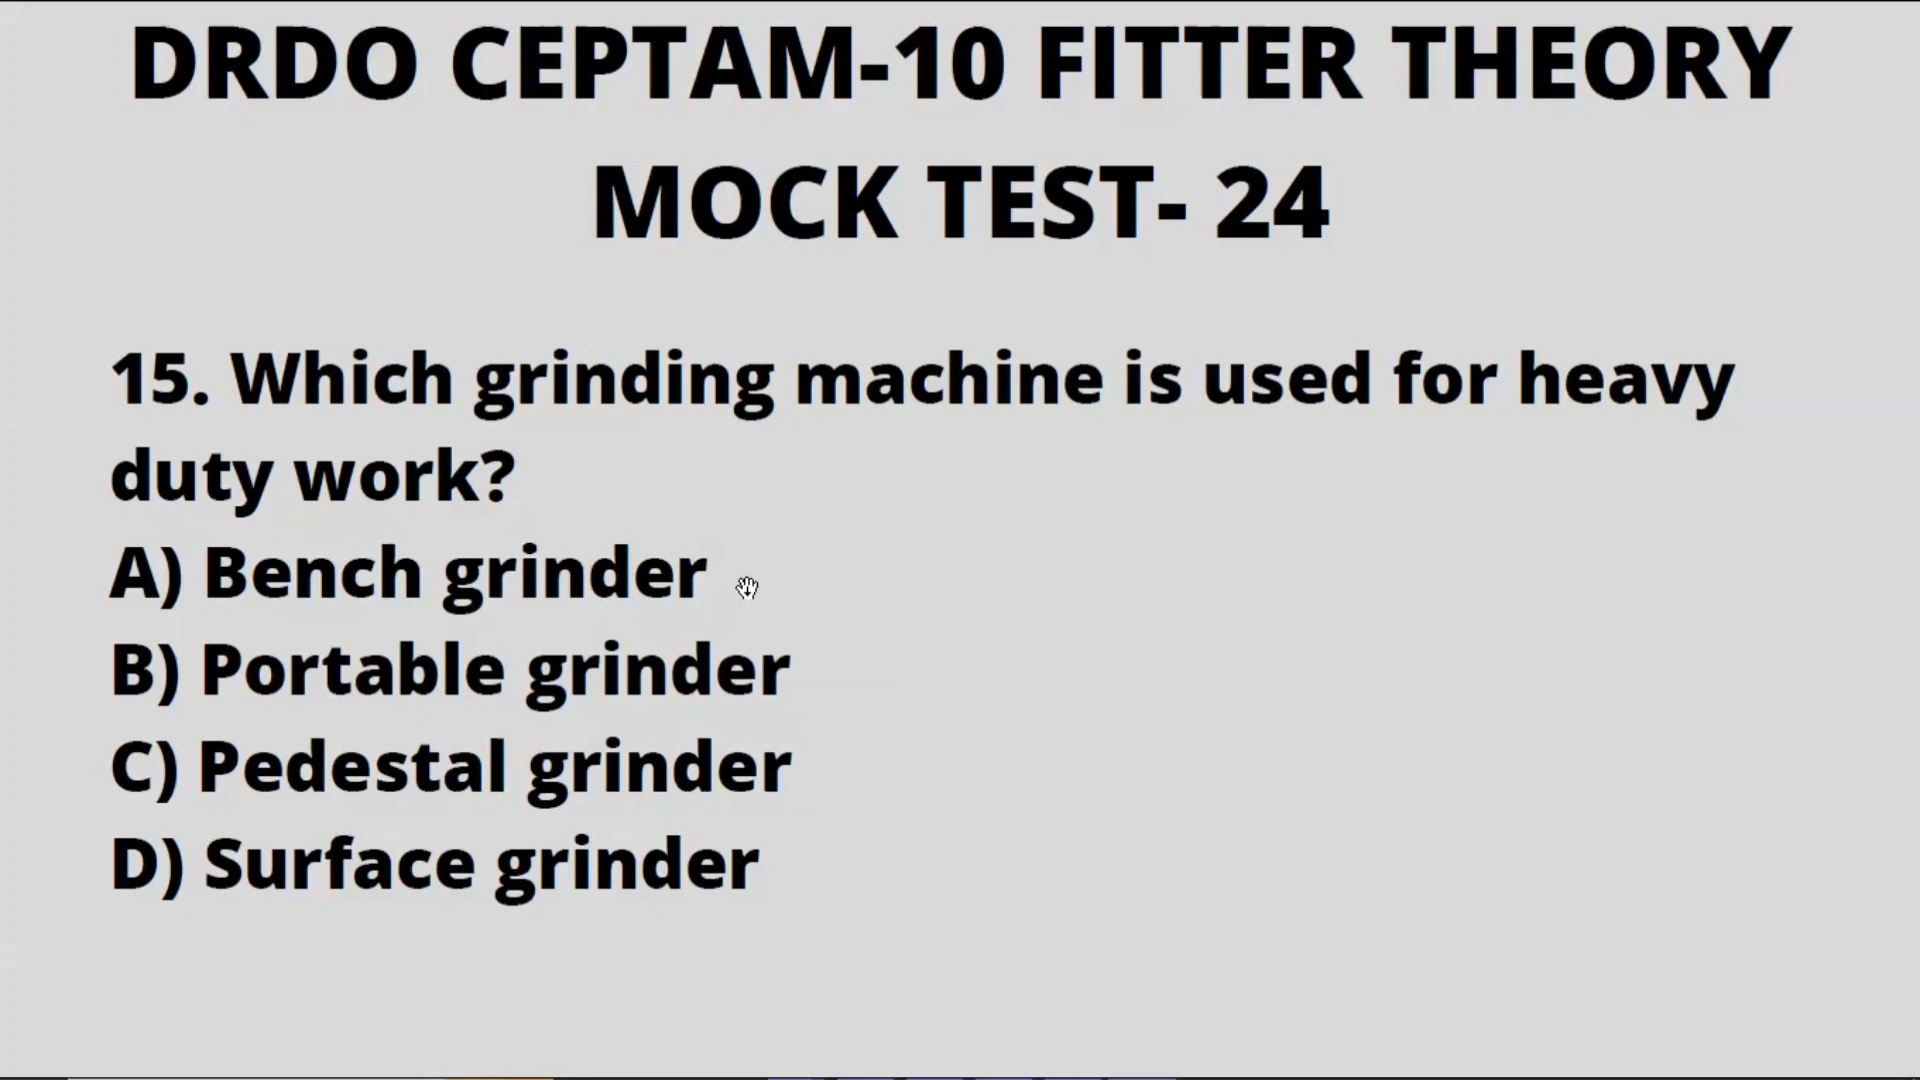 DRDO CEPTAM-10 FITTER THEORY
MOCK TEST- 24
15. Which grinding machine is used for heavy
duty work?
A) Bench grinder
B) Portable grinder
C) Pedestal grinder
D) Surface grinder